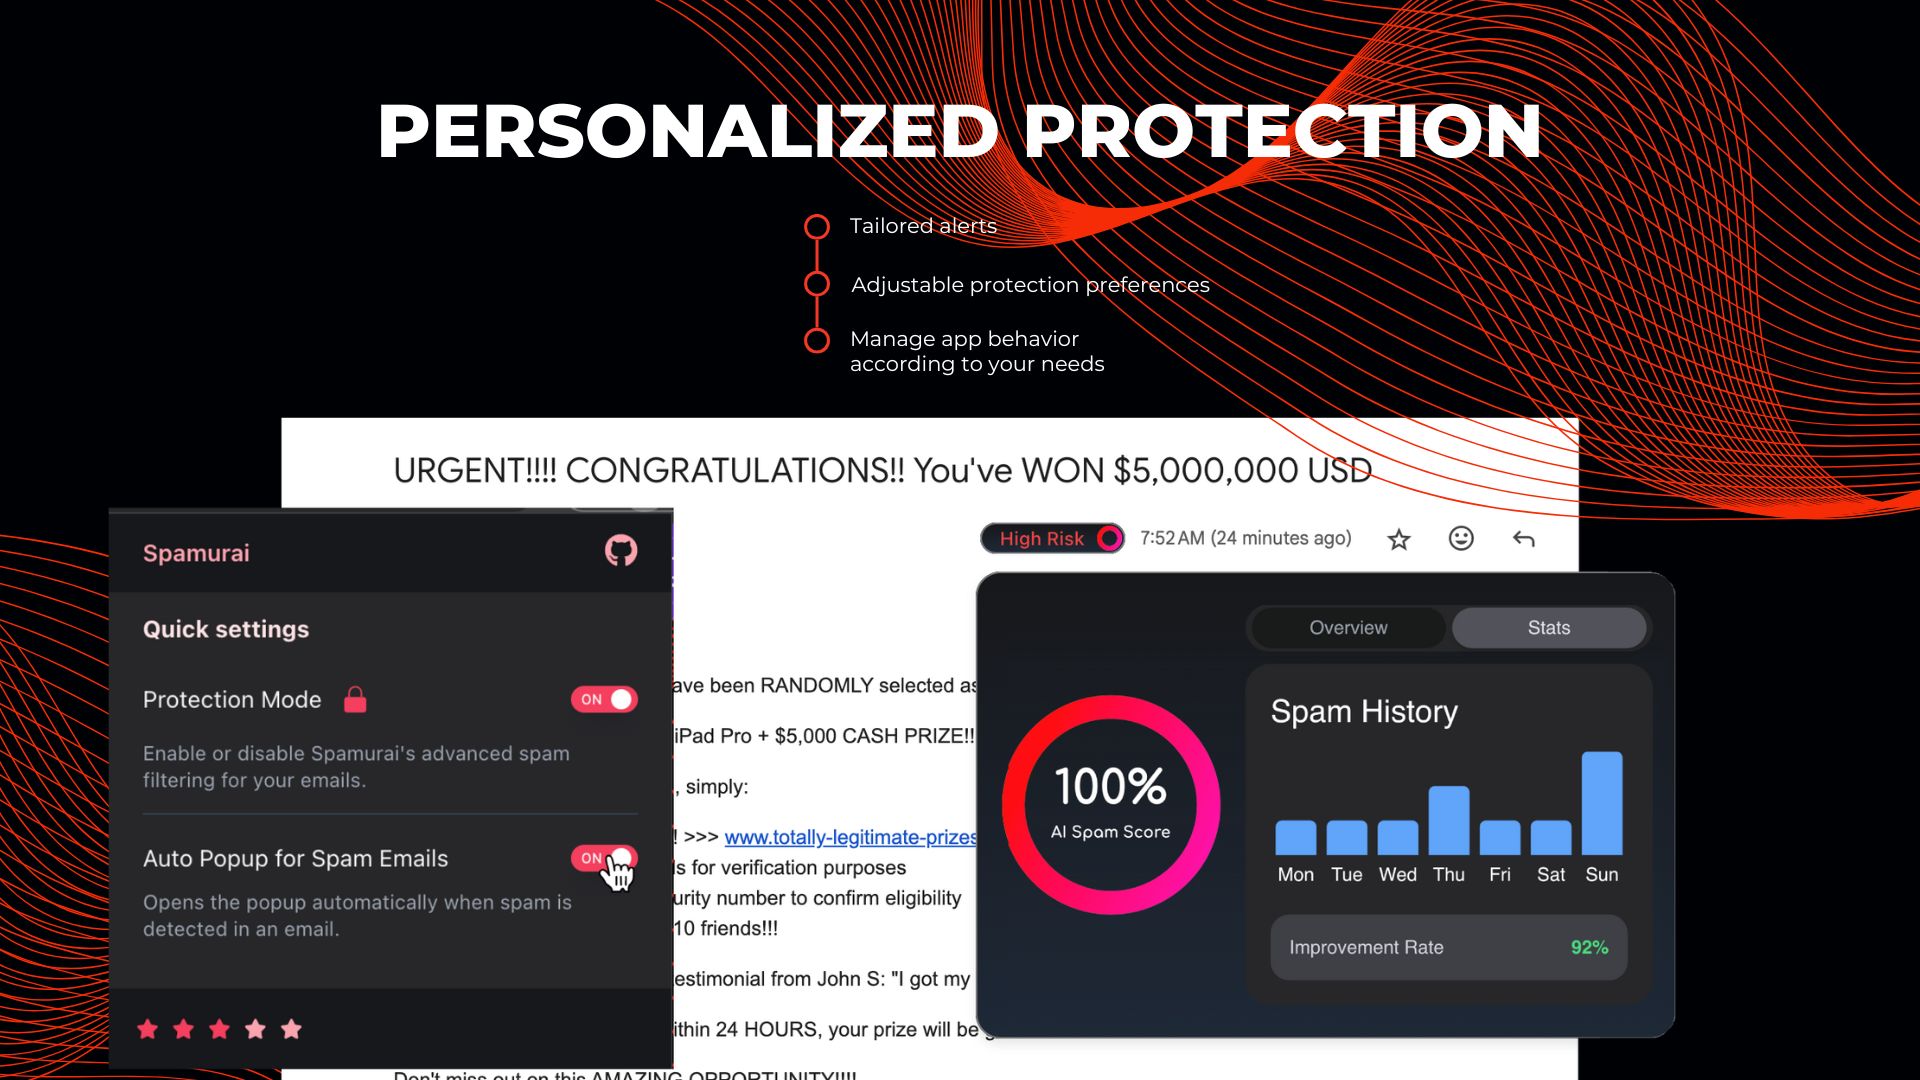 PERSONALIZED PROTECTION
Tailored alerts
Adjustable protection preferences
Manage app behavior
according to your needs
URGENT!!!! CONGRATULATIONS!! You've WON $5,000,000 USD
High Risk
7:52 AM (24 minutes ago)
Spamurai
Quick settings
Protection Mode
ON
Enable or disable Spamurai's advanced spam
filtering for your emails.
Auto Popup for Spam Emails
ON
Opens the popup automatically when spam is
detected in an email.
been RANDOMLY selected as
iPad Pro + $5,000 CASH PRIZE!!
, simply:
! >>> www.totally-legitimate-prizes
for verification purposes
number to confirm eligibility
10 friends!!!
from John S: "I got my
24 HOURS, your prize will be
Don't miss out on this AMAZING OPPORTUNITY!!!!
100%
AI Spam Score
Overview
Stats
Spam History
Mon Tue Wed Thu Fri Sat Sun
Improvement Rate
92%